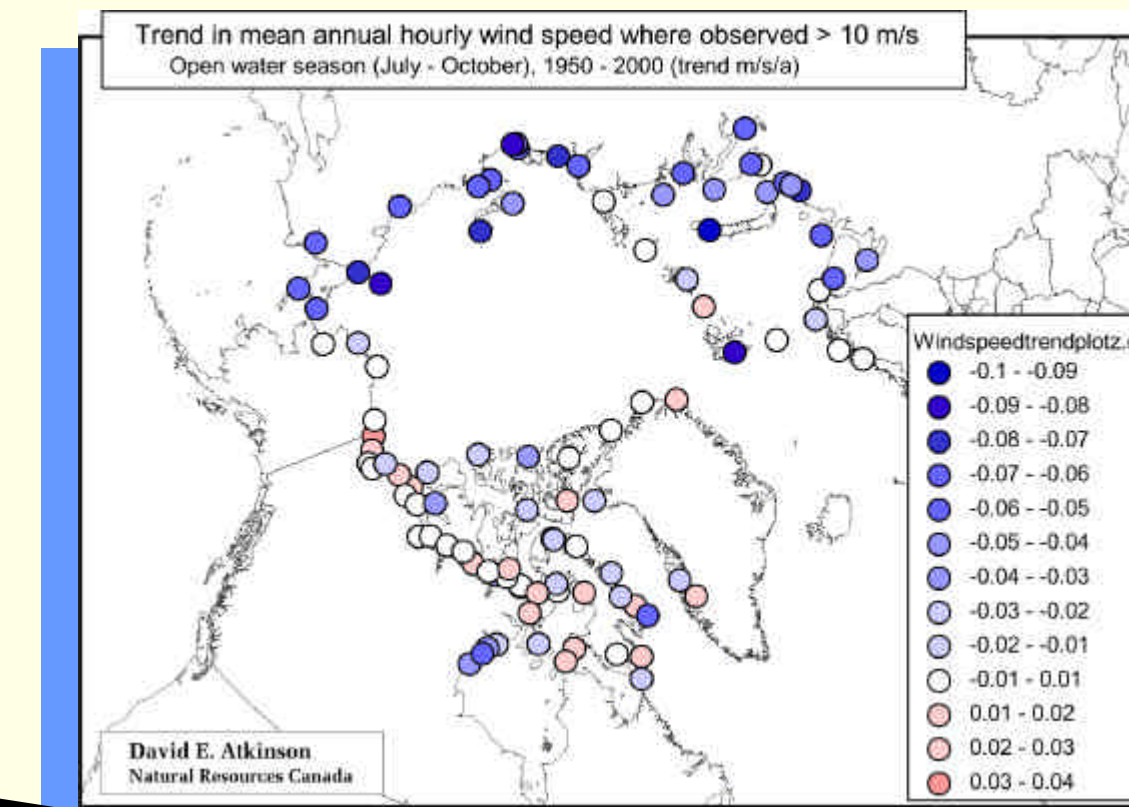 Trend in mean annual hourly wind speed where observed > 10 m/s
Open water season (July - October), 1950 - 2000 (trend m/s/a)
Windspeedtrendplotz.
-0.1 - -0.09
-0.09 - -0.08
-0.08 - -0.07
-0.07 - -0.06
-0.06 - -0.05
-0.05 - -0.04
-0.04 - -0.03
-0.03 - -0.02
-0.02 - -0.01
-0.01 - 0.01
0.01 - 0.02
0.02 - 0.03
0.03 - 0.04
David E. Atkinson
Natural Resources Canada